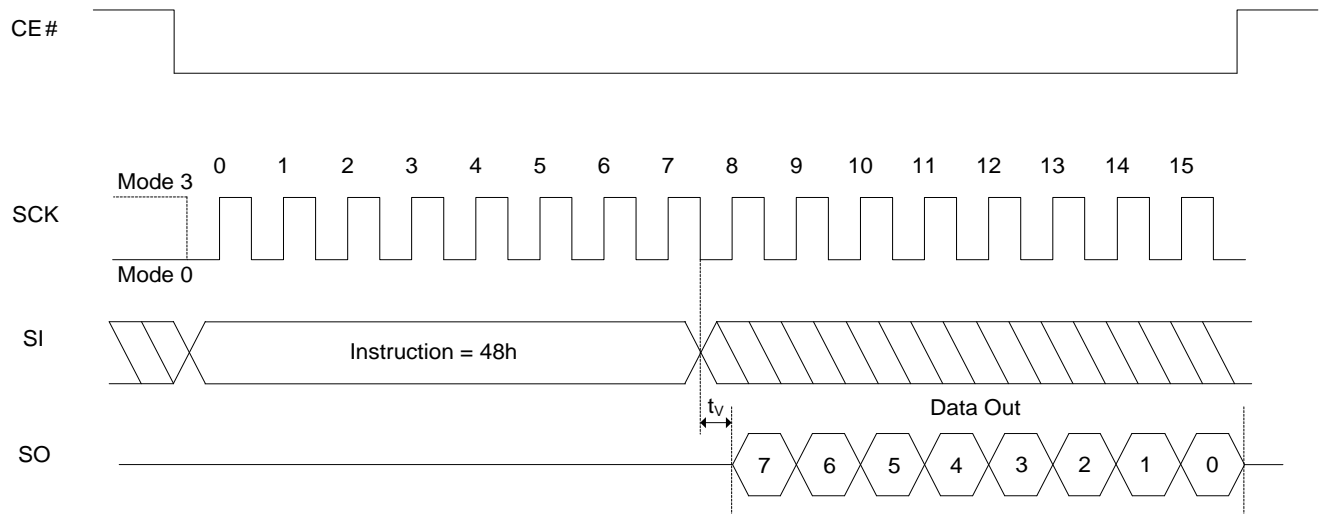 CE#
0 1 2 3 4 5 6 7 8 9 10 11 12 13 14 15
Mode 3
SCK
Mode 0
SI
Instruction = 48h
tV
Data Out
SO
7 6 5 4 3 2 1 0